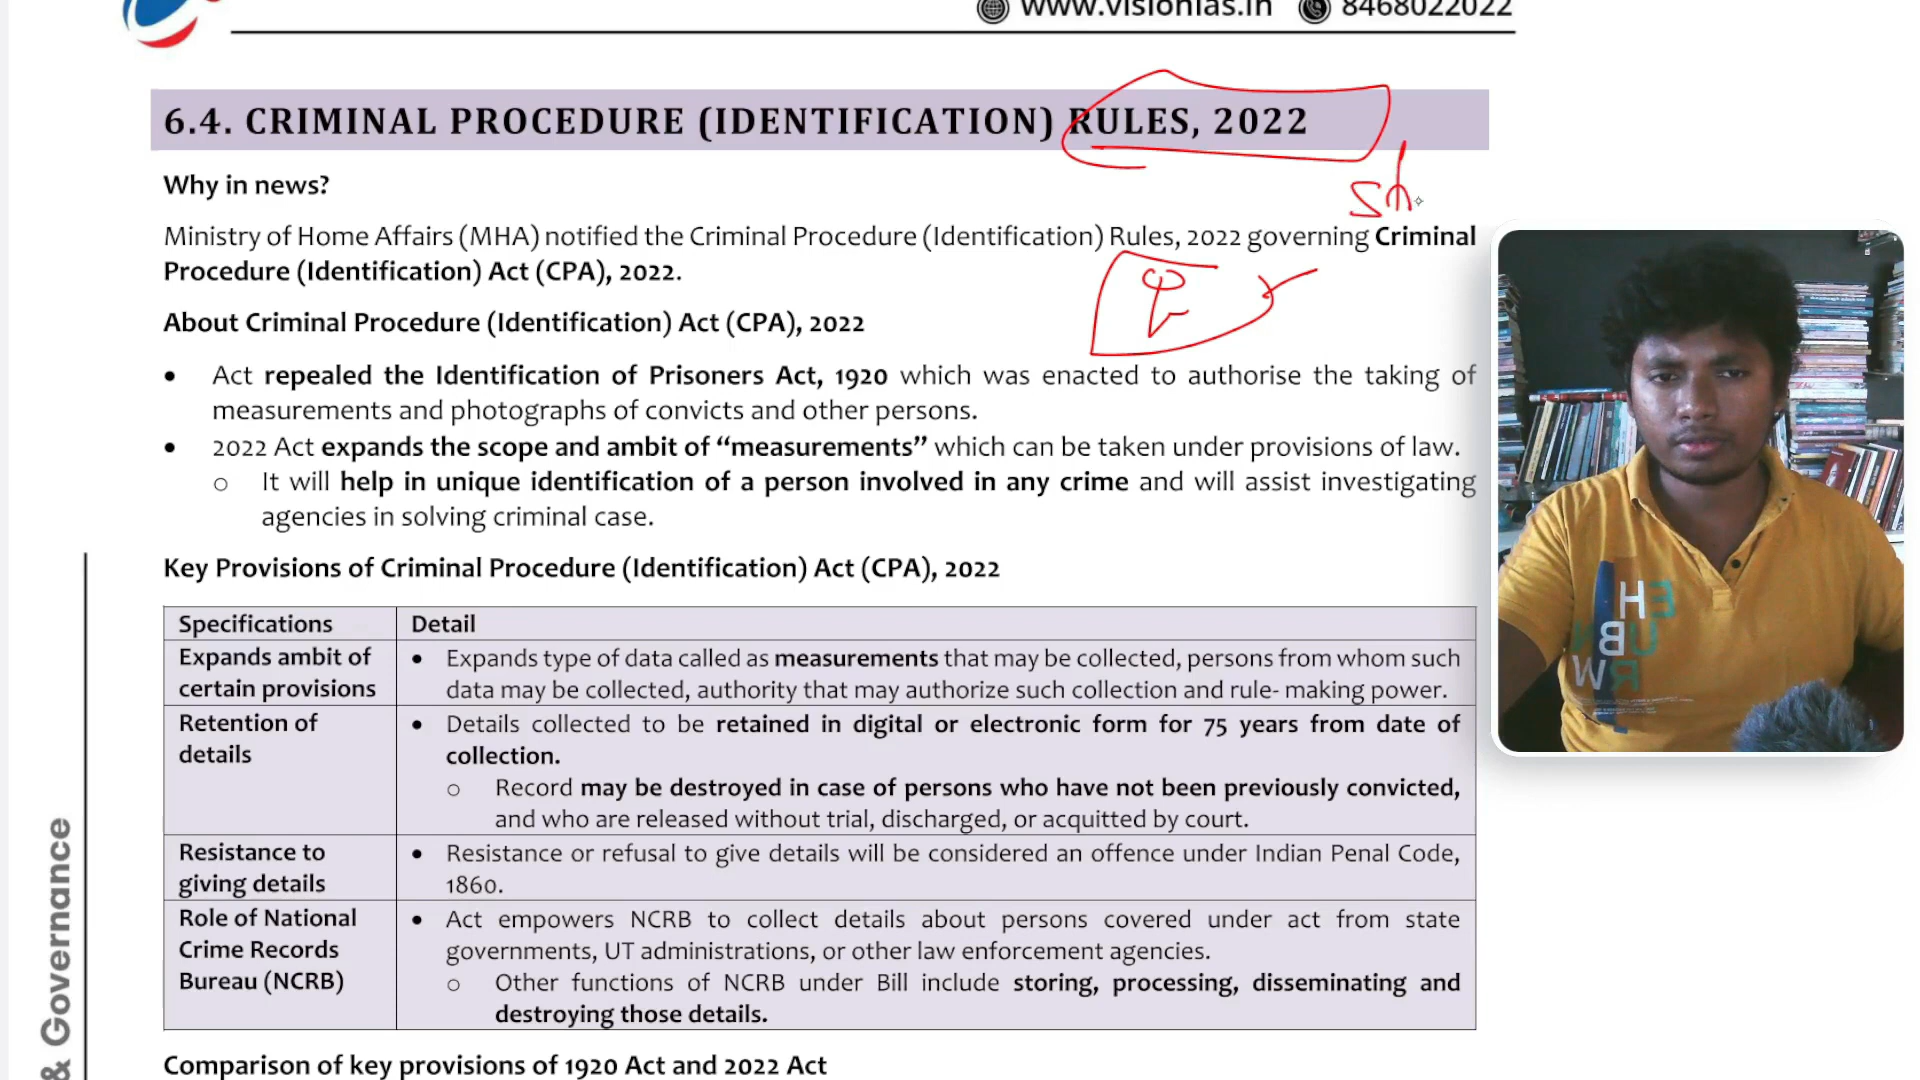 www.visionias.in 8468022022
6.4. CRIMINAL PROCEDURE (IDENTIFICATION) RULES, 2022
Why in news?
Ministry of Home Affairs (MHA) notified the Criminal Procedure (Identification) Rules, 2022 governing Criminal
Procedure (Identification) Act (CPA), 2022.
About Criminal Procedure (Identification) Act (CPA), 2022
• Act repealed the Identification of Prisoners Act, 1920 which was enacted to authorise the taking of
measurements and photographs of convicts and other persons.
• 2022 Act expands the scope and ambit of “measurements” which can be taken under provisions of law.
o It will help in unique identification of a person involved in any crime and will assist investigating
agencies in solving criminal case.
Key Provisions of Criminal Procedure (Identification) Act (CPA), 2022
Specifications Detail
Expands ambit of
certain provisions
• Expands type of data called as measurements that may be collected, persons from whom such
data may be collected, authority that may authorize such collection and rule- making power.
Retention of
details
• Details collected to be retained in digital or electronic form for 75 years from date of
collection.
o Record may be destroyed in case of persons who have not been previously convicted,
and who are released without trial, discharged, or acquitted by court.
Resistance to
giving details
• Resistance or refusal to give details will be considered an offence under Indian Penal Code,
1860.
Role of National
Crime Records
Bureau (NCRB)
• Act empowers NCRB to collect details about persons covered under act from state
governments, UT administrations, or other law enforcement agencies.
o Other functions of NCRB under Bill include storing, processing, disseminating and
destroying those details.
Comparison of key provisions of 1920 Act and 2022 Act
& Governance